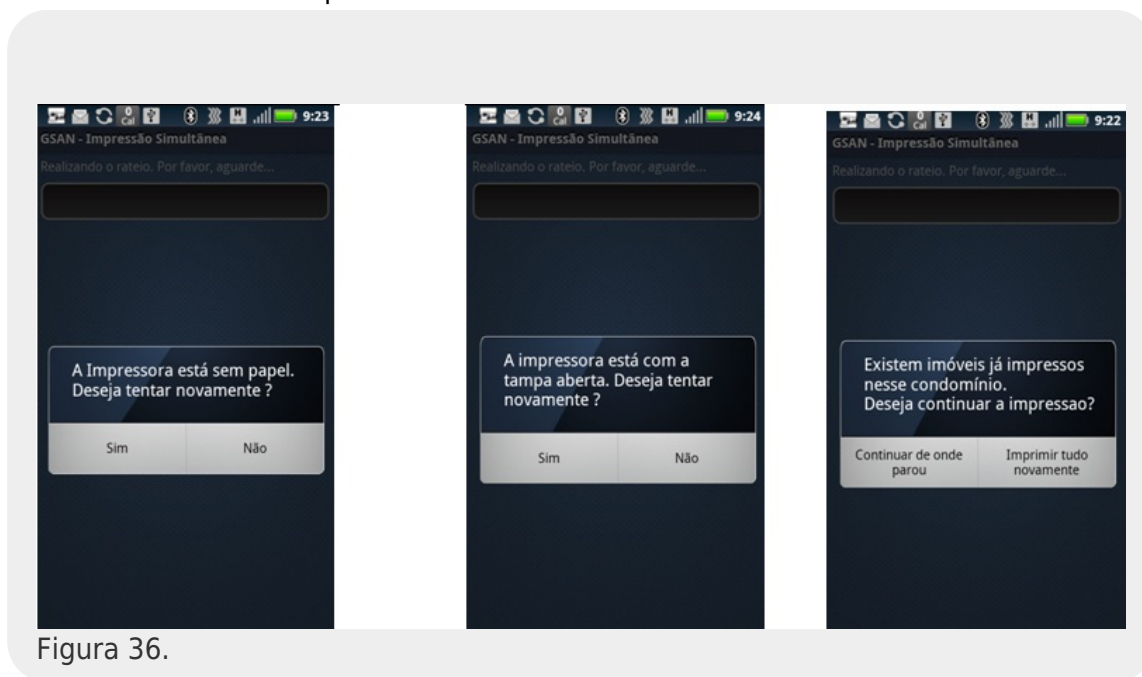 9:23
GSAN - Impressão Simultânea
Realizando o rateio. Por favor, aguarde...
A Impressora está sem papel.
Deseja tentar novamente ?
Sim Não
9:24
GSAN - Impressão Simultânea
Realizando o rateio. Por favor, aguarde...
A impressora está com a
tampa aberta. Deseja tentar
novamente ?
Sim Não
9:22
GSAN - Impressão Simultânea
Realizando o rateio. Por favor, aguarde...
Existem imóveis já impressos
nesse condomínio.
Deseja continuar a impressao?
Continuar de onde
parou
Imprimir tudo
novamente
Figura 36.